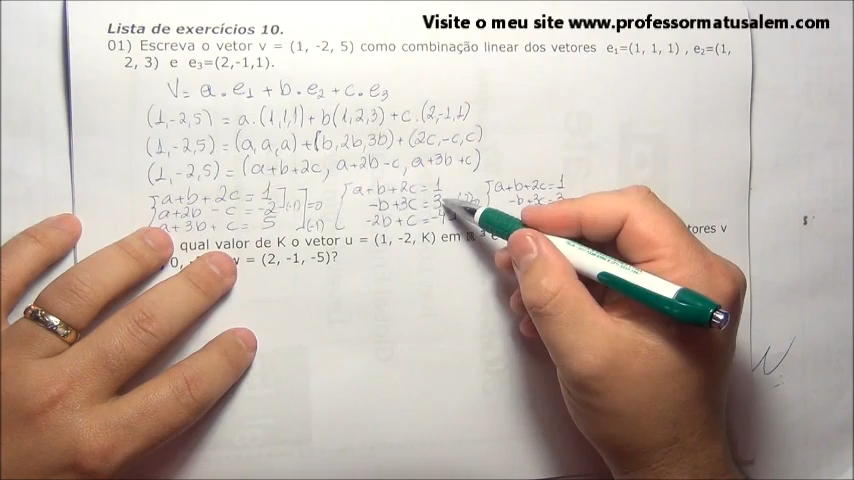 Visite o meu site www.professormatusalem.com
Lista de exercícios 10.
01) Escreva o vetor v = (1, -2, 5) como combinação linear dos vetores e₁=(1, 1, 1) , e₂=(1,
2, 3) e e₃=(2,-1,1).
V= a.e₁ + b.e₂ + c.e₃
(1,-2,5) = a.(1,1,1)+b(1,2,3)+c.(2,-1,1)
(1,-2,5) = (a,a,a)+(b,2b,3b)+(2c,-c,c)
(1,-2,5) = (a+b+2c, a+2b-c, a+3b+c)
a+b+2c=1 a+b+2c=1 a+b+2c=1
a+2b-c=-2 (-1) -b+3c=3 -b+3c=3
a+3b+c=5 (-1) -2b+c=-4
qual valor de K o vetor u = (1, -2, K) em
v
w = (2, -1, -5)?